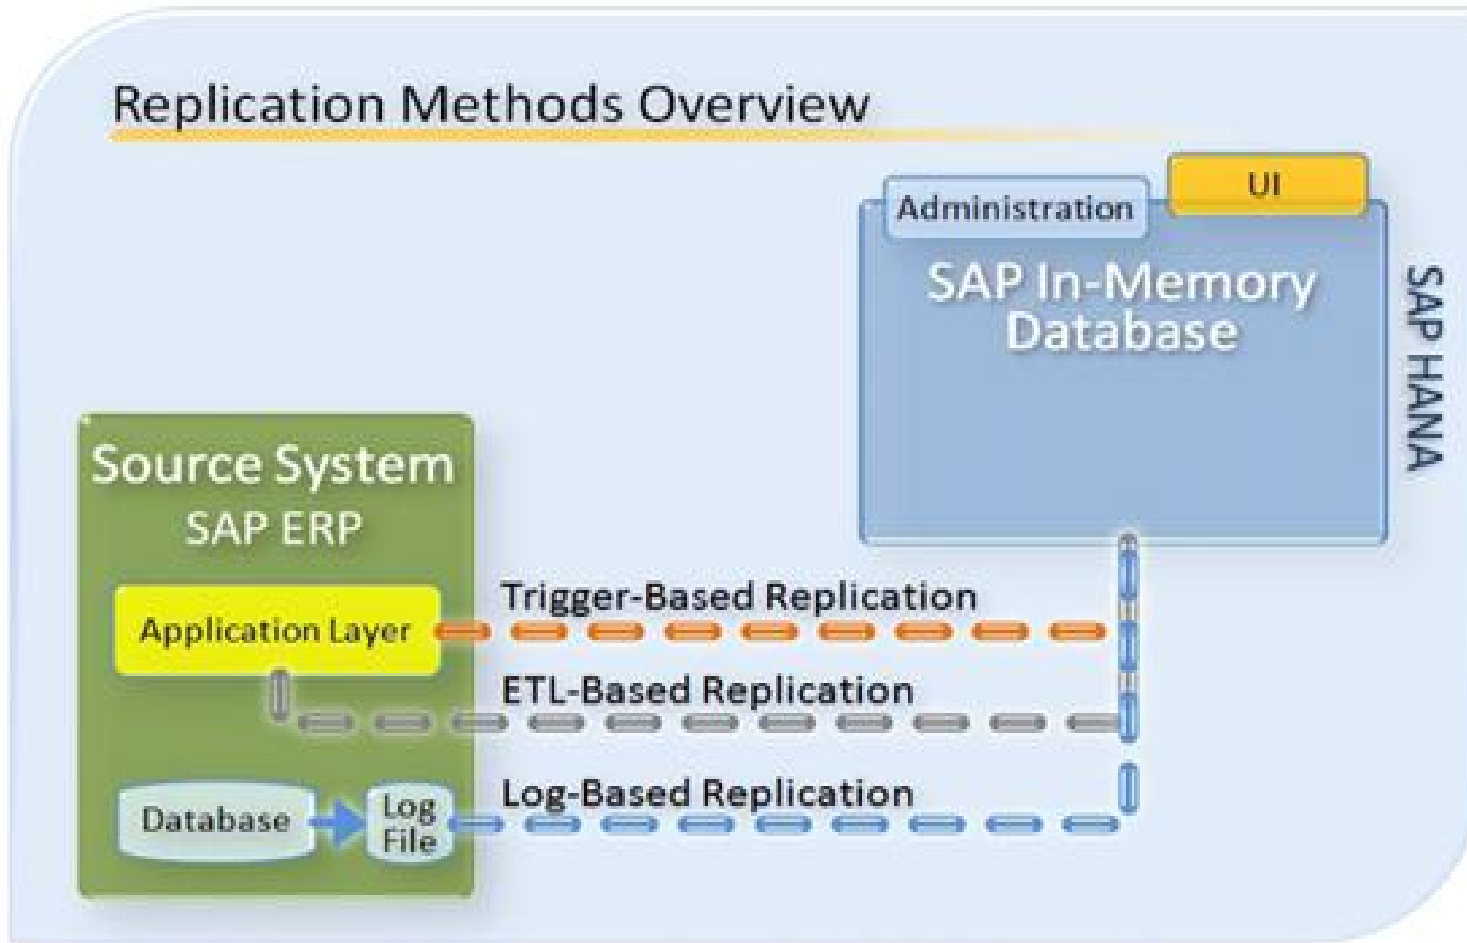 Replication Methods Overview
UI
Administration
SAP In-Memory
Database
SAP HANA
Source System
SAP ERP
Application Layer
Trigger-Based Replication
ETL-Based Replication
Log-Based Replication
Database
Log
File